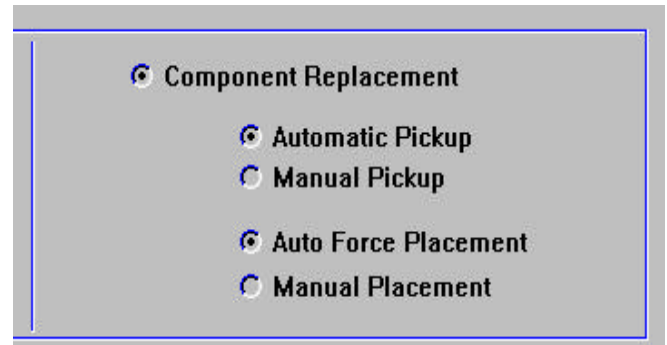 Component Replacement
Automatic Pickup
Manual Pickup
Auto Force Placement
Manual Placement